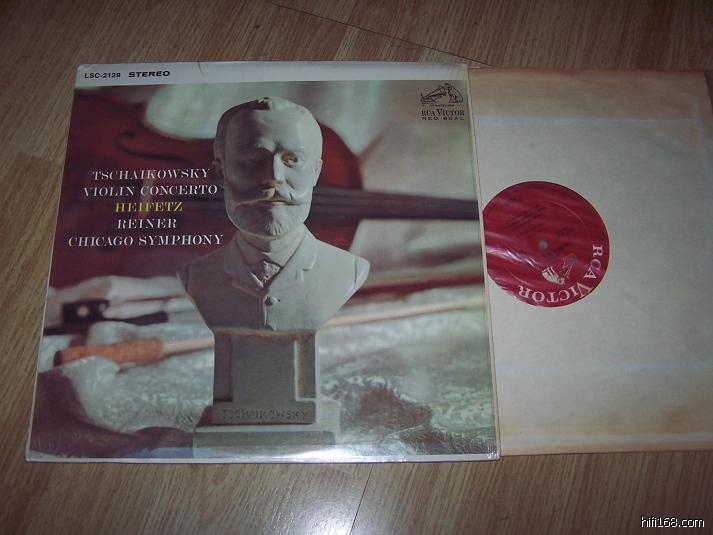 LSC-2129 STEREO
RCA VICTOR
RED SEAL
TSCHAIKOWSKY
VIOLIN CONCERTO
HEIFETZ
REINER
CHICAGO SYMPHONY
TSCHAIKOWSKY
RCA VICTOR
hifi168.com